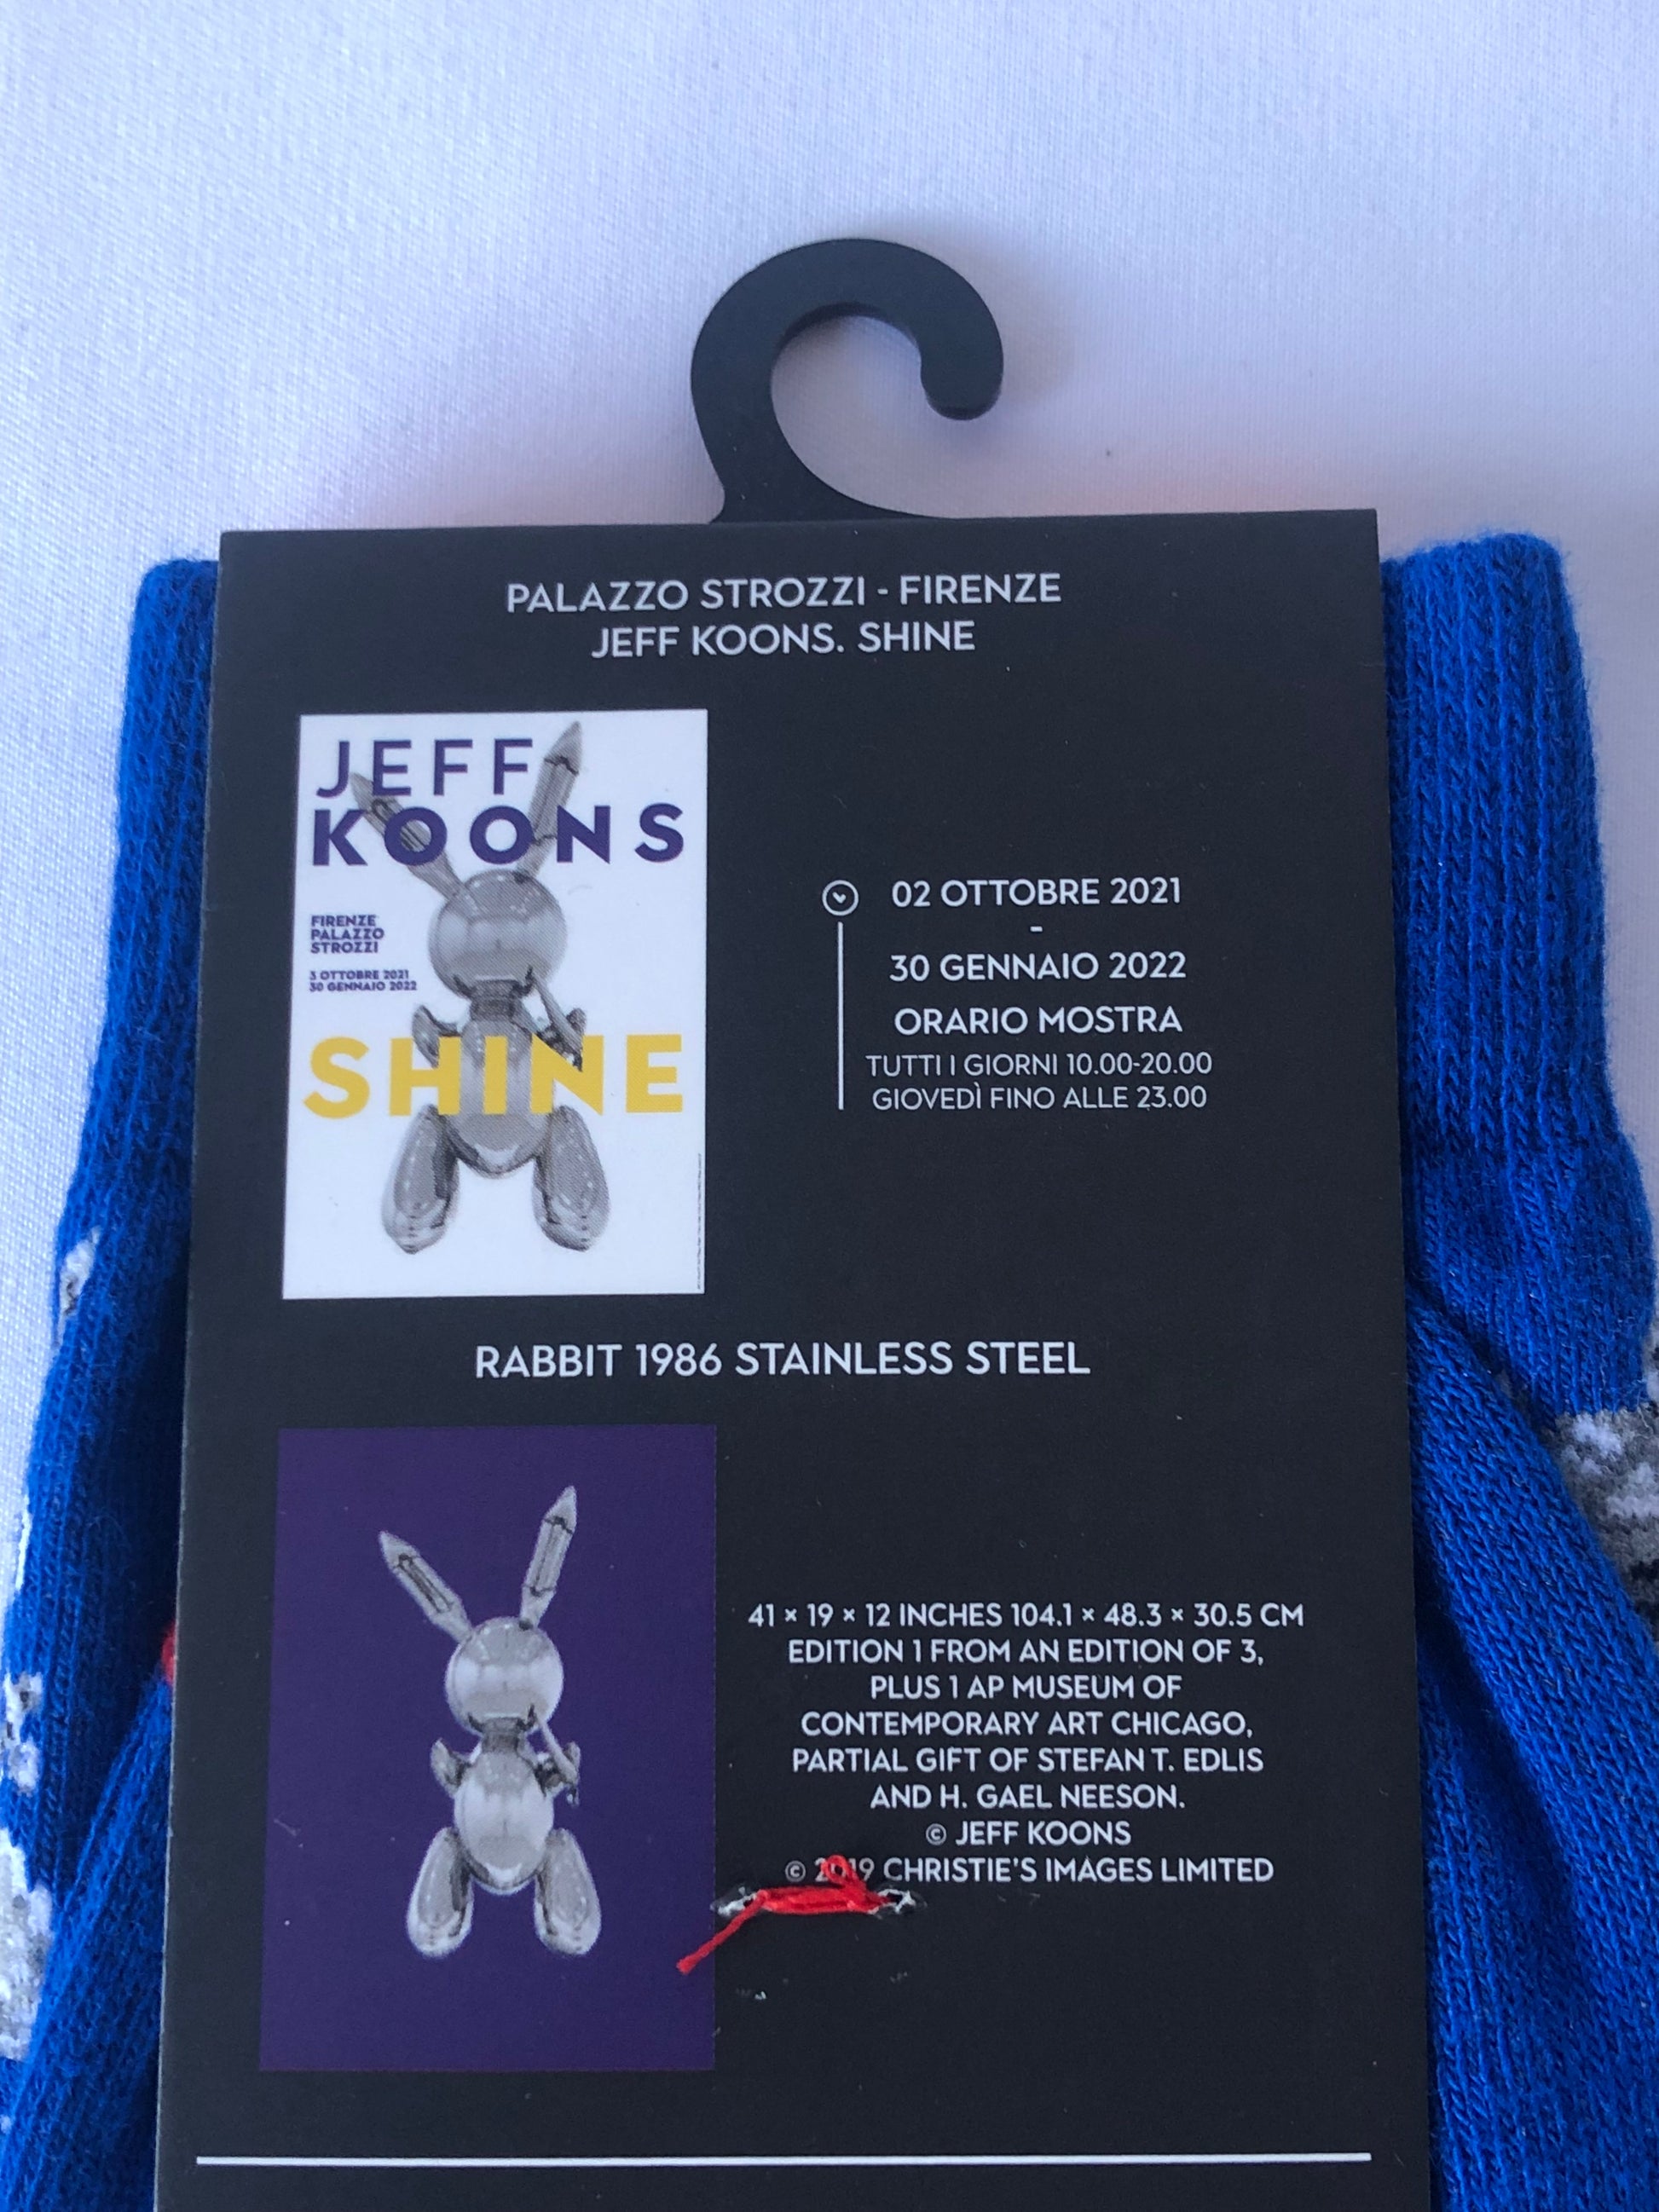 PALAZZO STROZZI - FIRENZE
JEFF KOONS. SHINE
JEFF
KOONS
FIRENZE
PALAZZO
STROZZI
3 OTTOBRE 2021
30 GENNAIO 2022
SHINE
02 OTTOBRE 2021
-
30 GENNAIO 2022
ORARIO MOSTRA
TUTTI I GIORNI 10.00-20.00
GIOVEDÌ FINO ALLE 23.00
RABBIT 1986 STAINLESS STEEL
41 × 19 × 12 INCHES 104.1 × 48.3 × 30.5 CM
EDITION 1 FROM AN EDITION OF 3,
PLUS 1 AP MUSEUM OF
CONTEMPORARY ART CHICAGO,
PARTIAL GIFT OF STEFAN T. EDLIS
AND H. GAEL NEESON.
© JEFF KOONS
© 2019 CHRISTIE'S IMAGES LIMITED